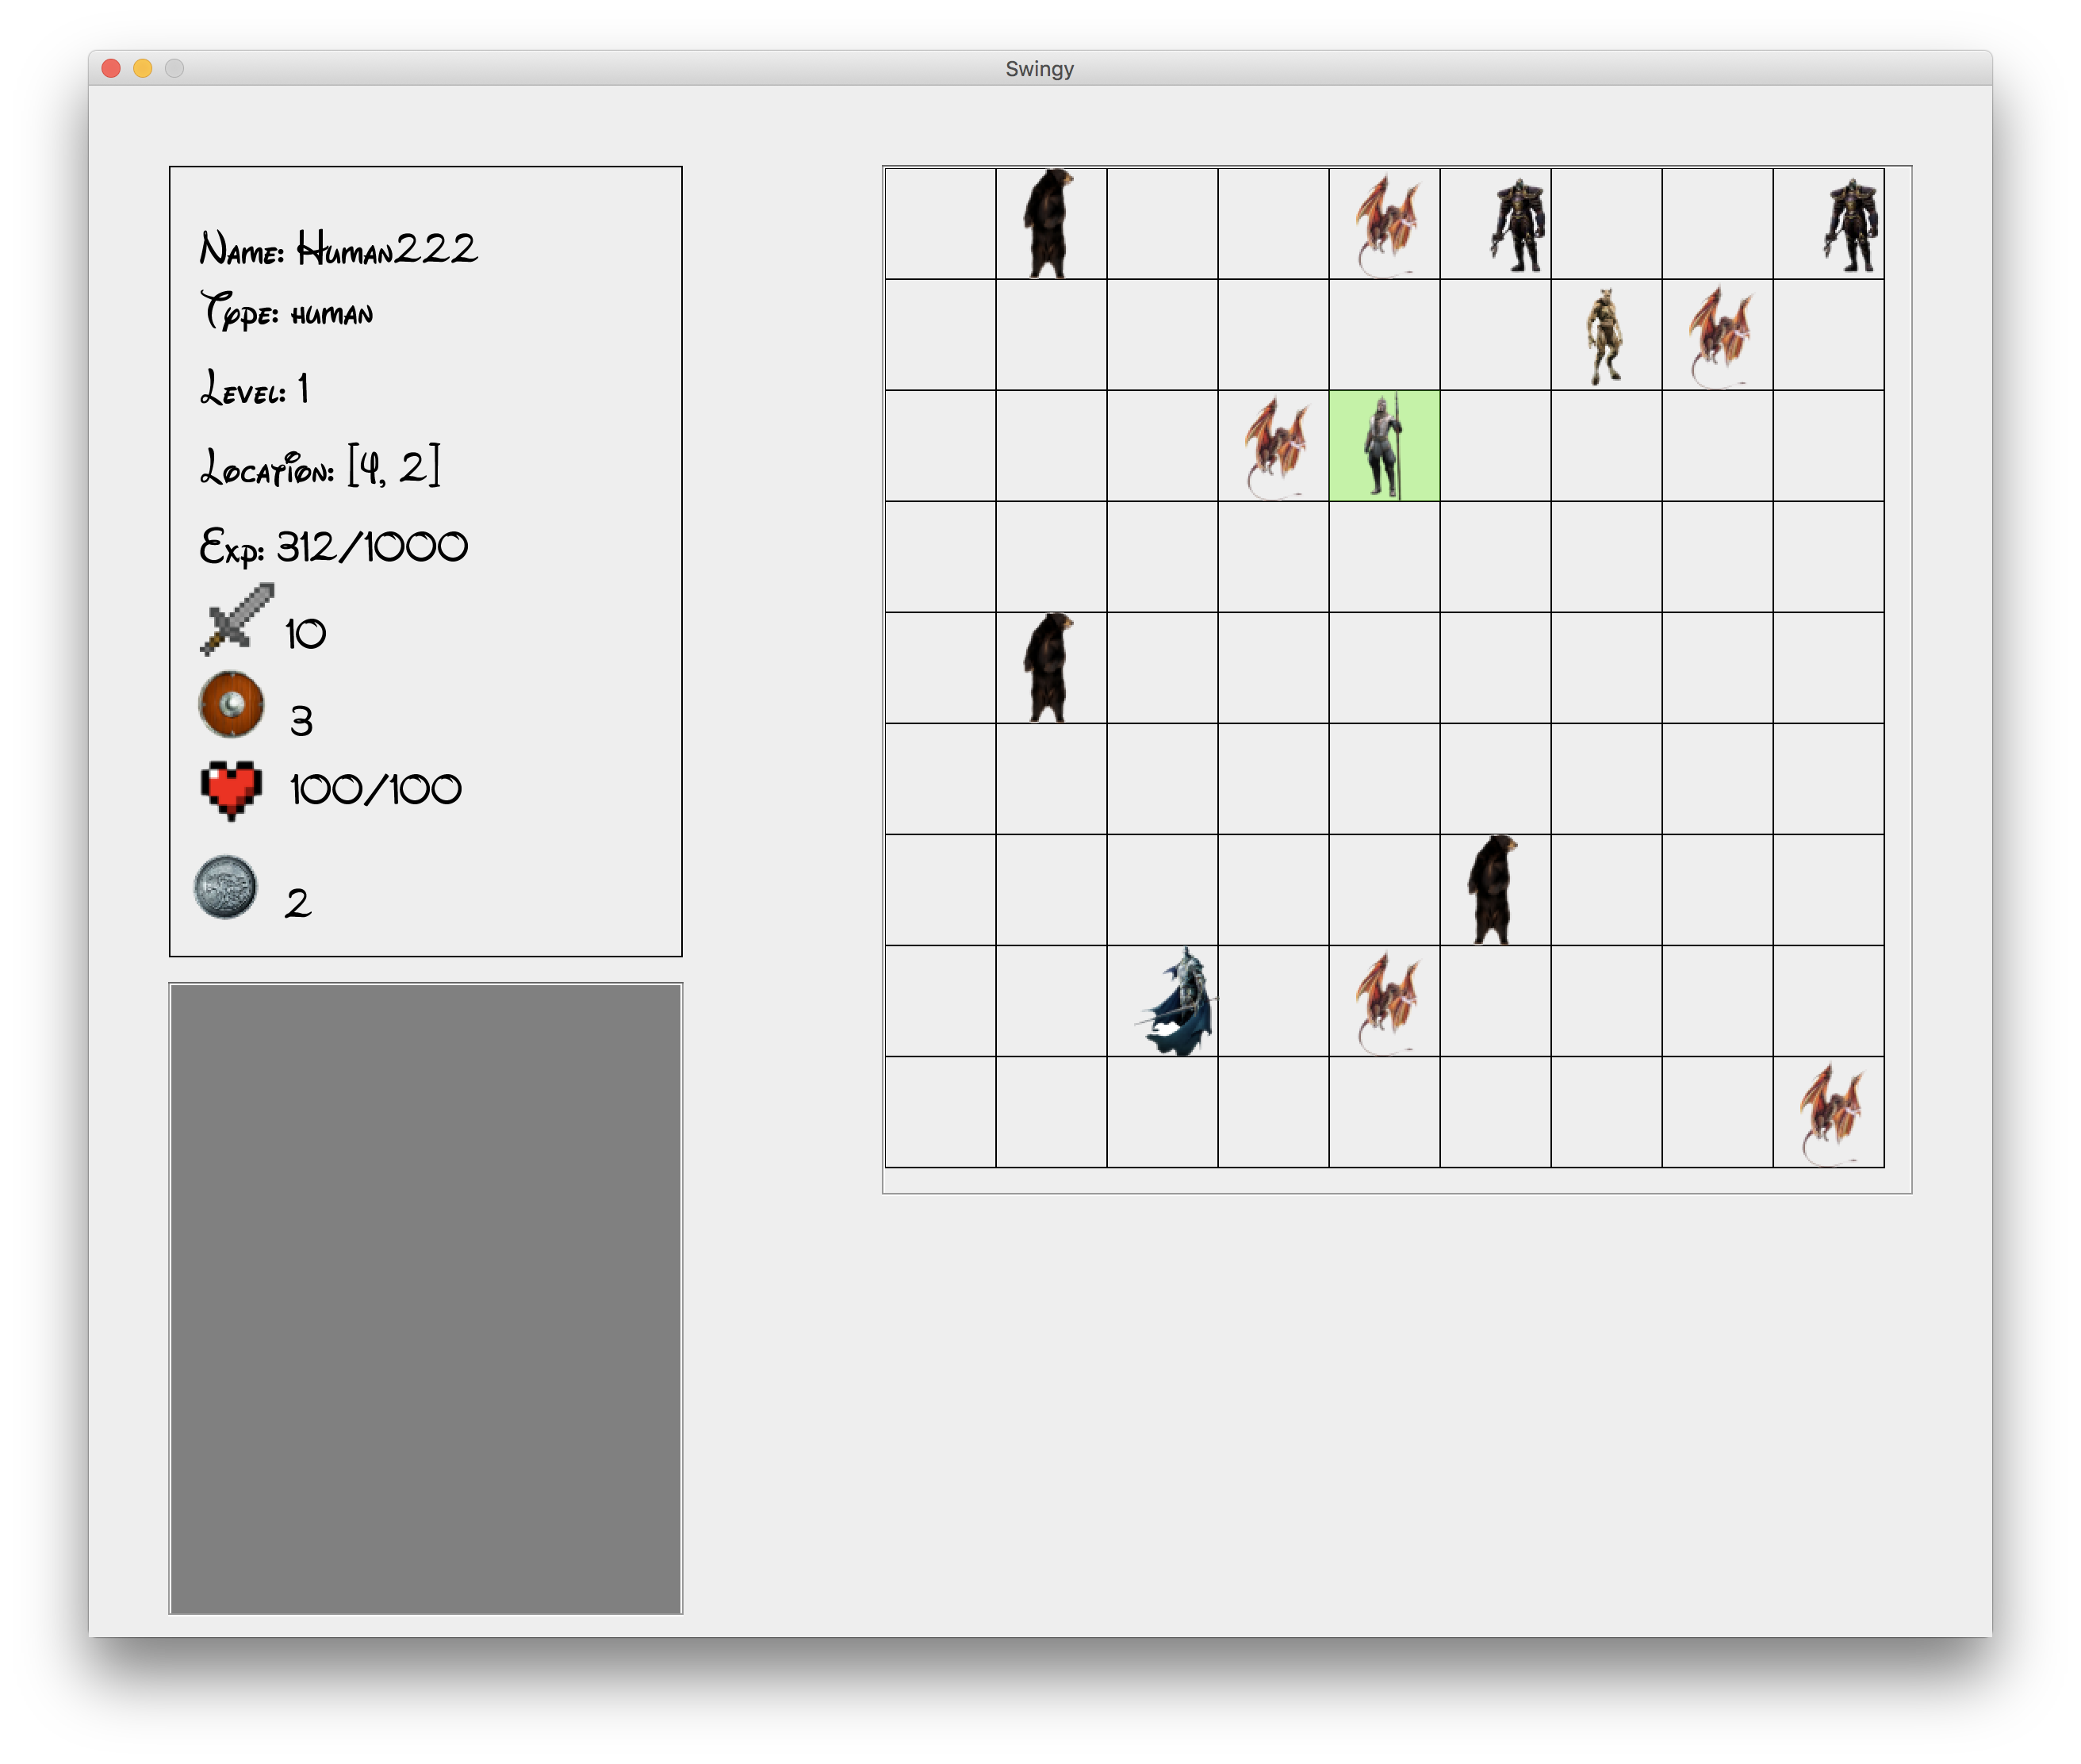 Swingy
Name: Human222
Type: human
Level: 1
Location: [4, 2]
Exp: 312/1000
10
3
100/100
2